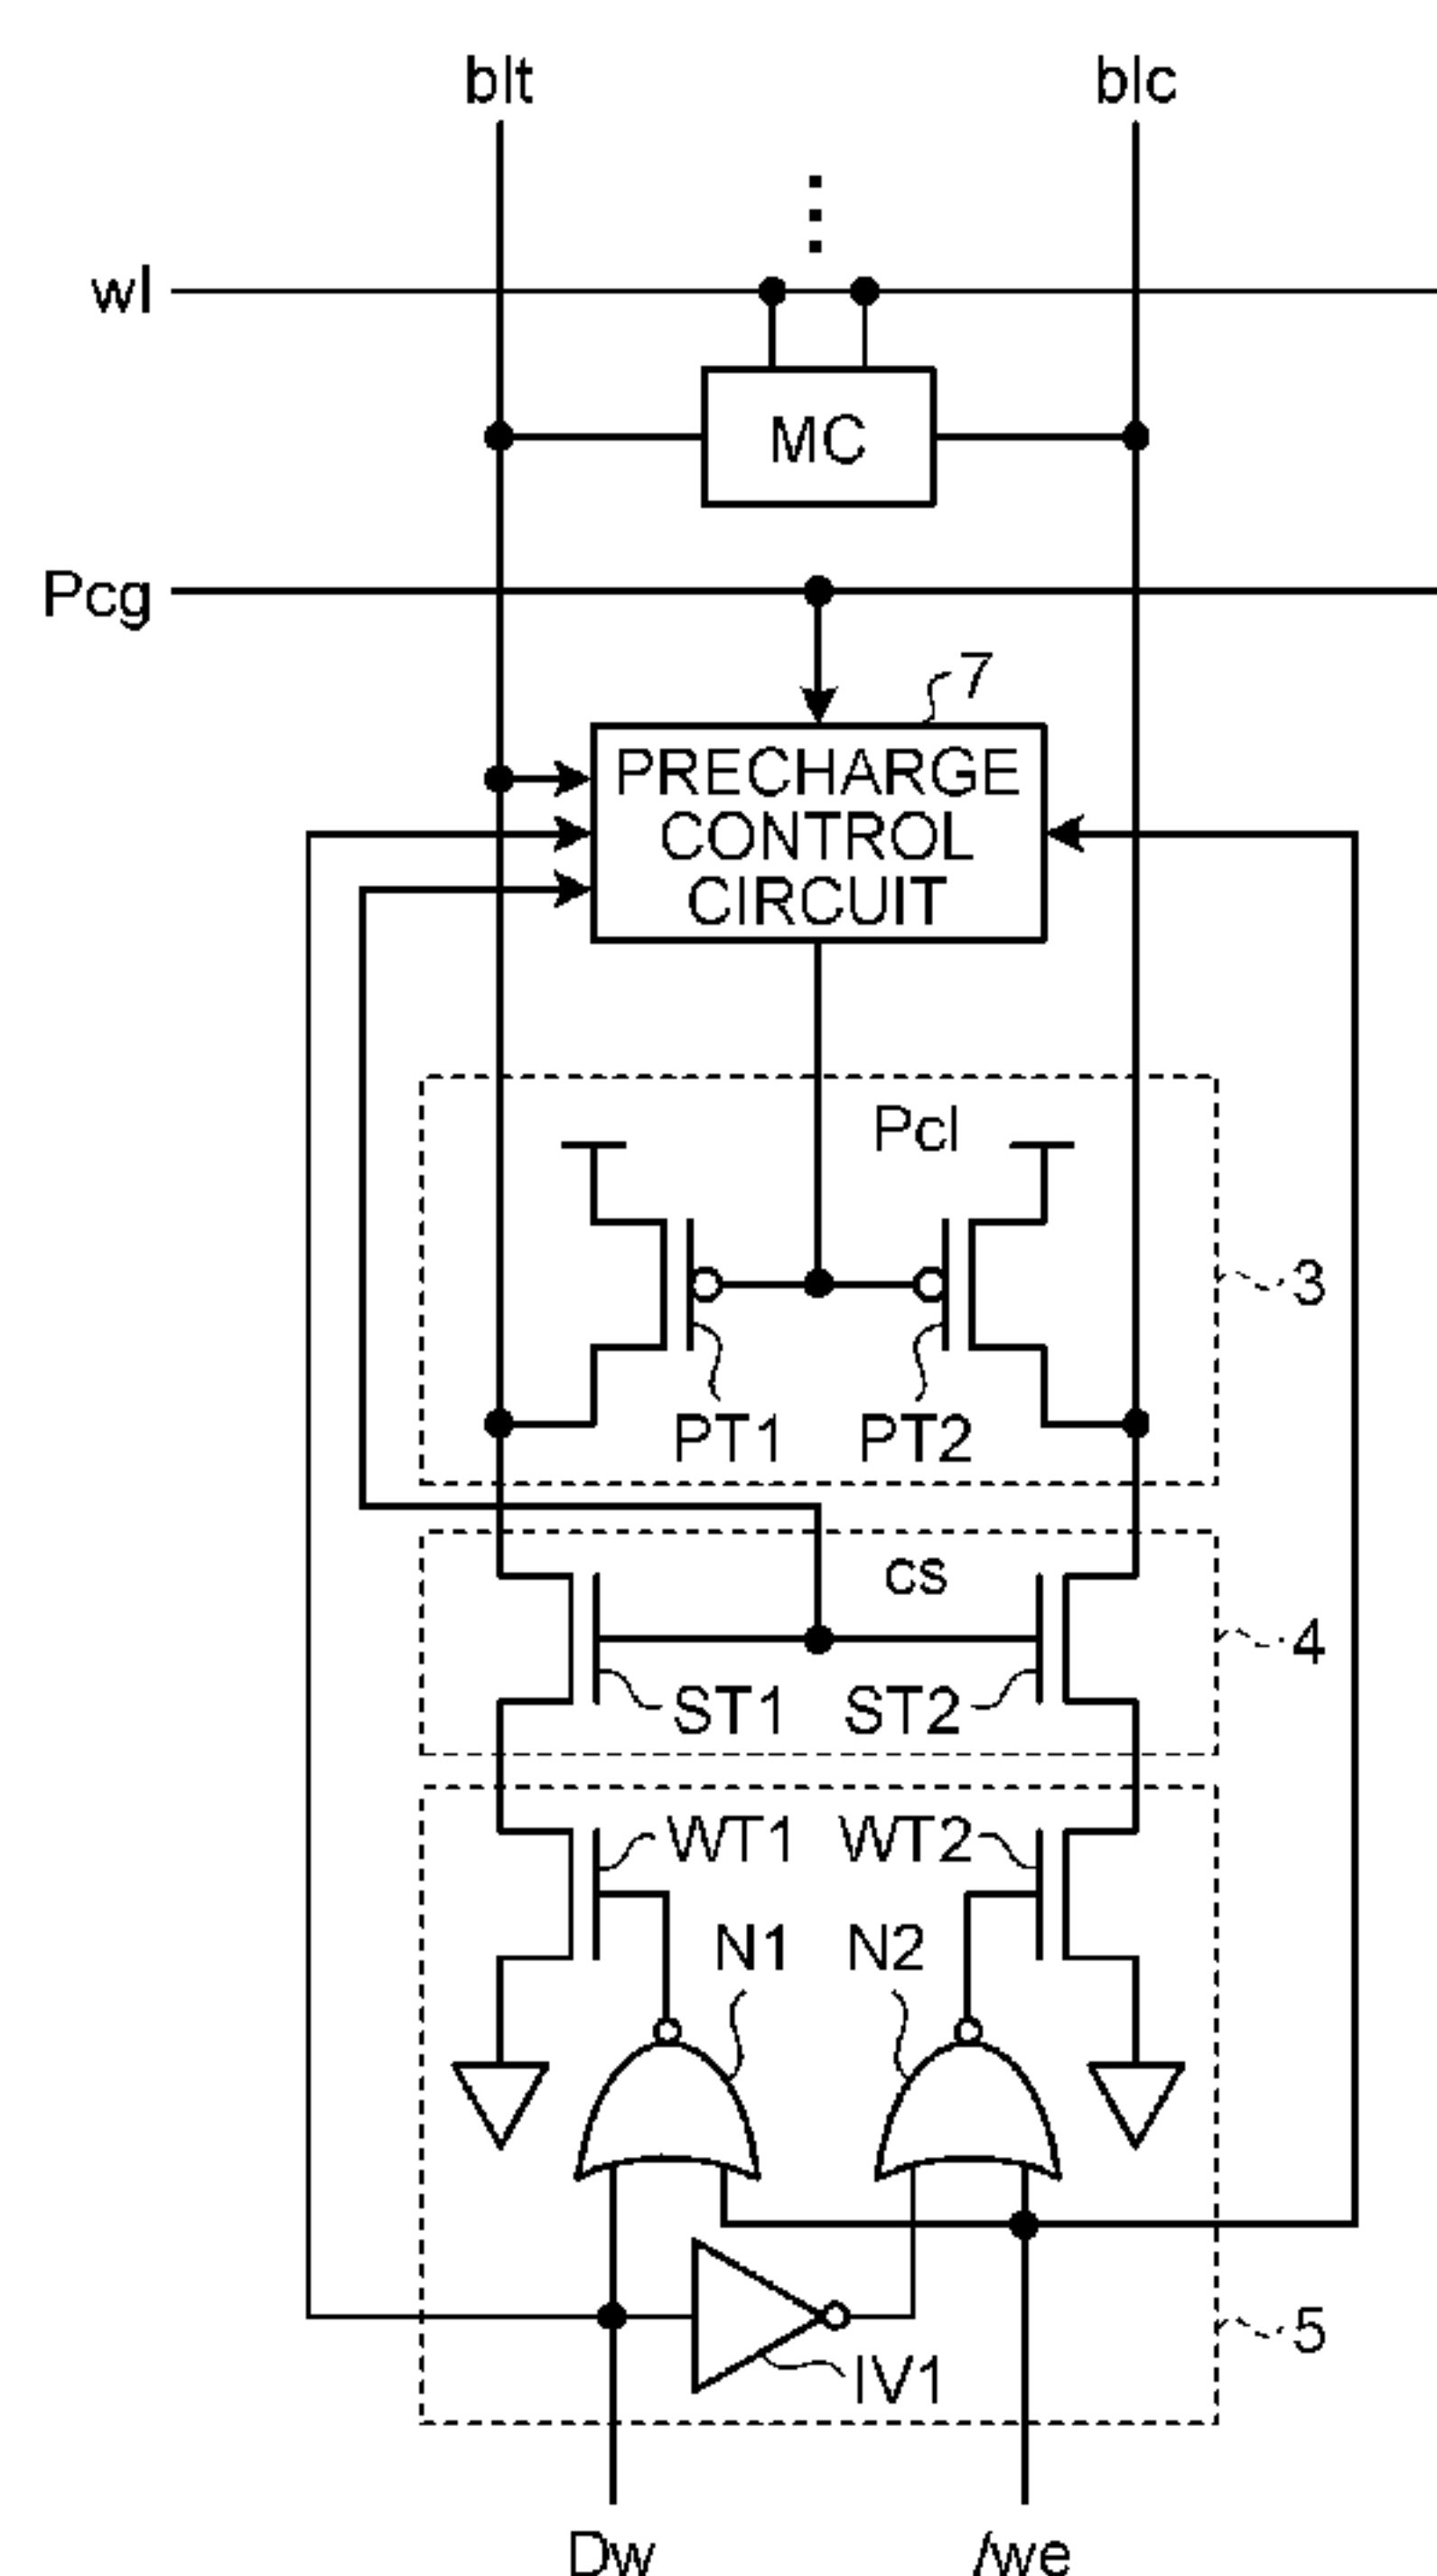 blt
blc
wl
MC
Pcg
7
PRECHARGE
CONTROL
CIRCUIT
Pcl
3
PT1
PT2
cs
4
ST1
ST2
WT1
WT2
N1
N2
5
IV1
Dw
/we